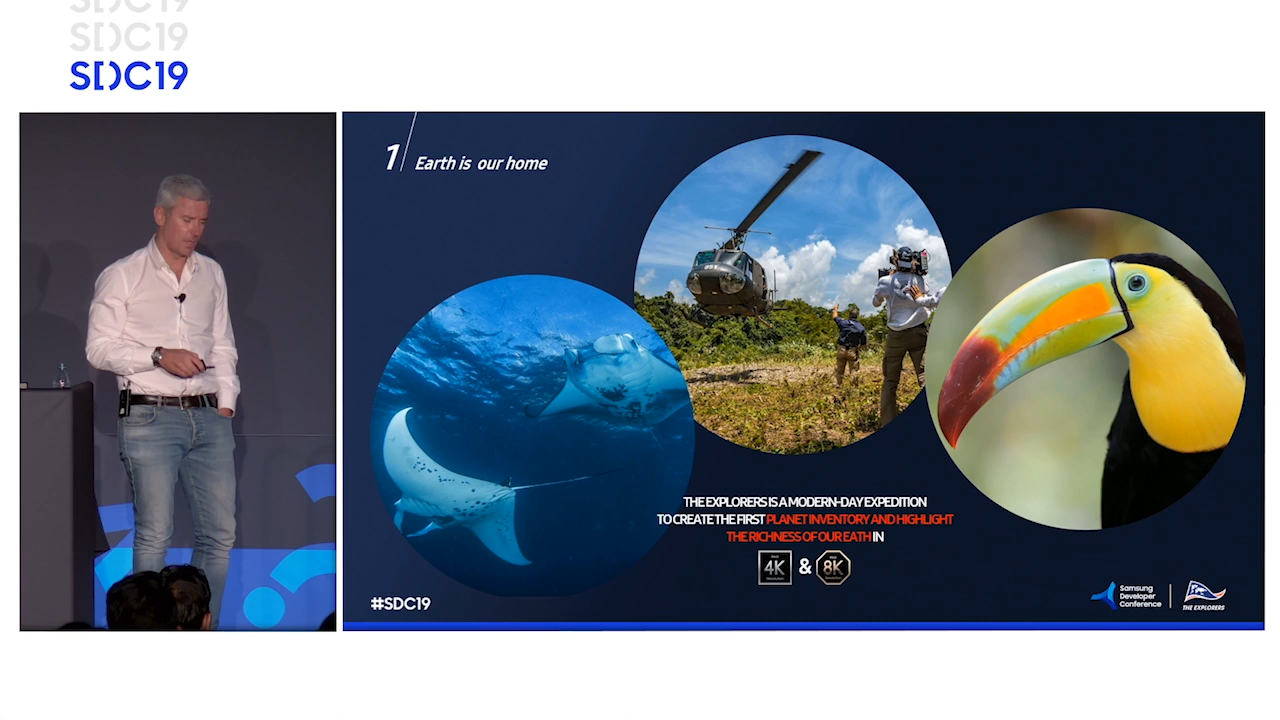 SDC19
SDC19
SDC19
1 Earth is our home
THE EXPLORERS IS A MODERN-DAY EXPEDITION
TO CREATE THE FIRST PLANET INVENTORY AND HIGHLIGHT
THE RICHNESS OF OUR EATH IN
4K & 8K
#SDC19
Samsung
Developer
Conference
THE EXPLORERS